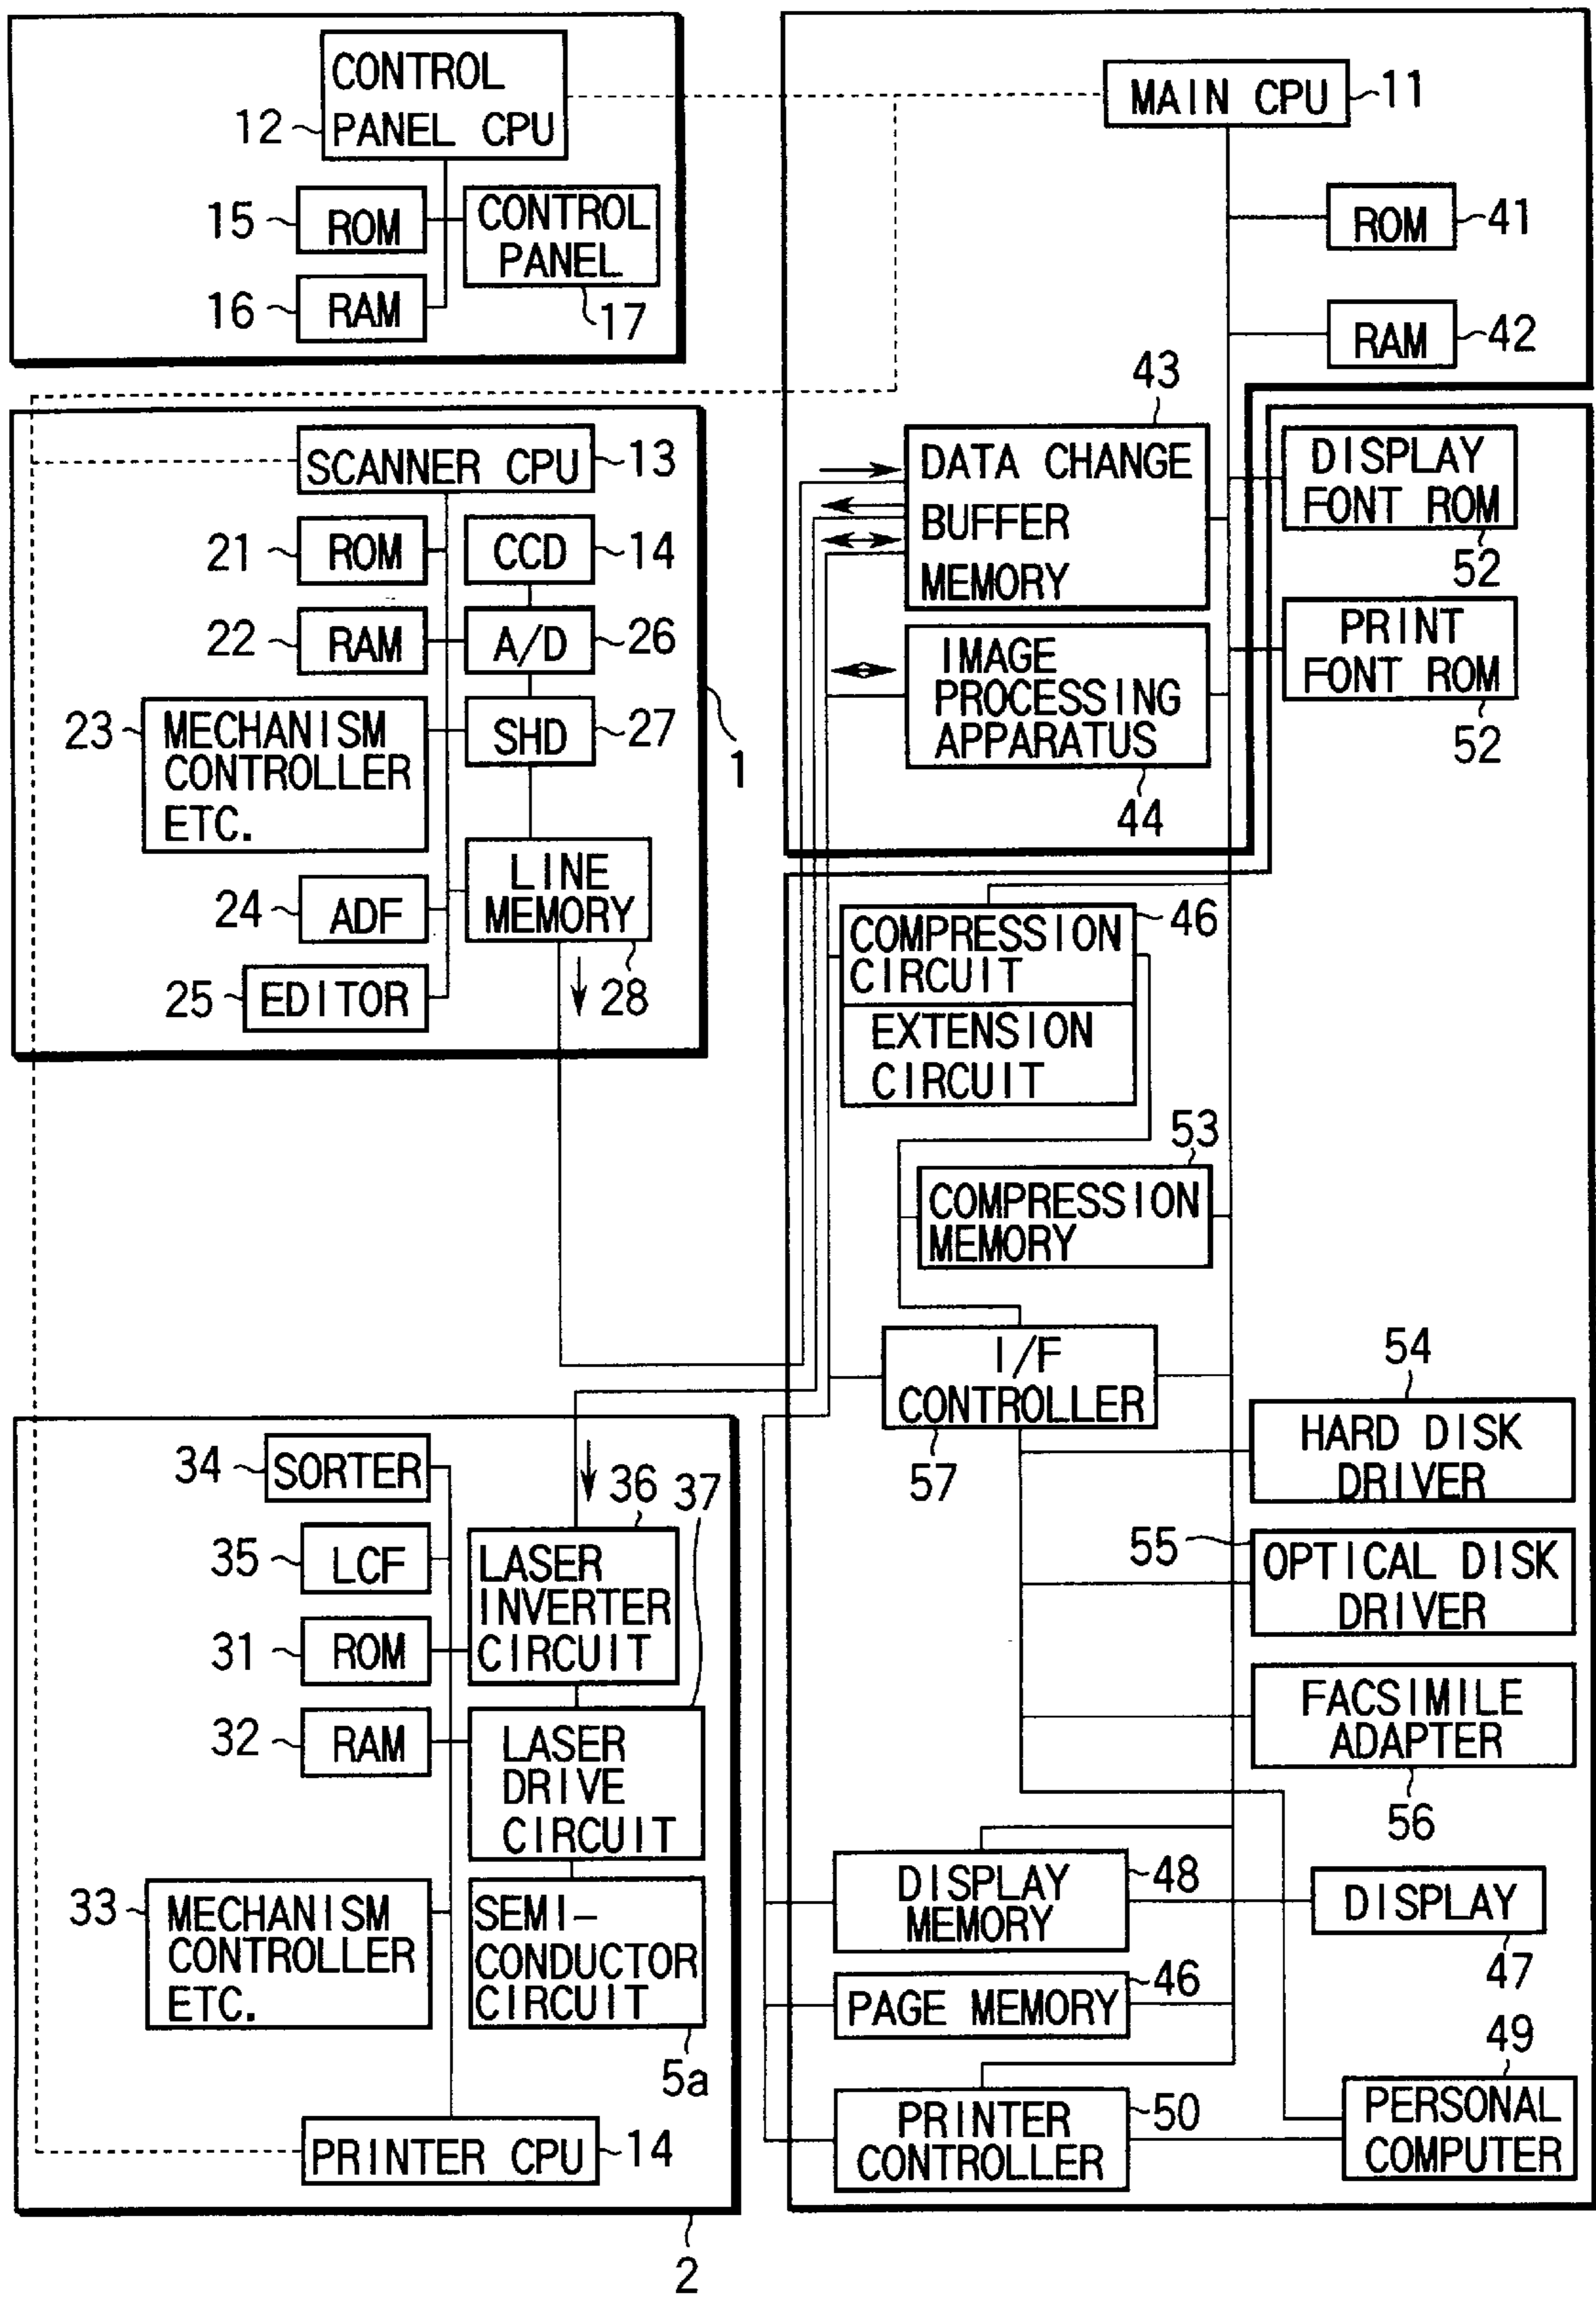 CONTROL
PANEL CPU
12
15
ROM
CONTROL
PANEL
16
RAM
17
MAIN CPU
11
ROM
41
RAM
42
43
DATA CHANGE
BUFFER
MEMORY
IMAGE
PROCESSING
APPARATUS
44
DISPLAY
FONT ROM
52
PRINT
FONT ROM
52
SCANNER CPU
13
21
ROM
CCD
14
22
RAM
A/D
26
23
MECHANISM
CONTROLLER
ETC.
SHD
27
1
24
ADF
LINE
MEMORY
25
EDITOR
28
COMPRESSION
CIRCUIT
46
EXTENSION
CIRCUIT
53
COMPRESSION
MEMORY
I/F
CONTROLLER
57
54
HARD DISK
DRIVER
55
OPTICAL DISK
DRIVER
FACSIMILE
ADAPTER
56
34
SORTER
36
37
35
LCF
LASER
INVERTER
CIRCUIT
31
ROM
32
RAM
LASER
DRIVE
CIRCUIT
33
MECHANISM
CONTROLLER
ETC.
SEMI-
CONDUCTOR
CIRCUIT
5a
PRINTER CPU
14
2
DISPLAY
MEMORY
48
DISPLAY
47
PAGE MEMORY
46
49
PRINTER
CONTROLLER
50
PERSONAL
COMPUTER